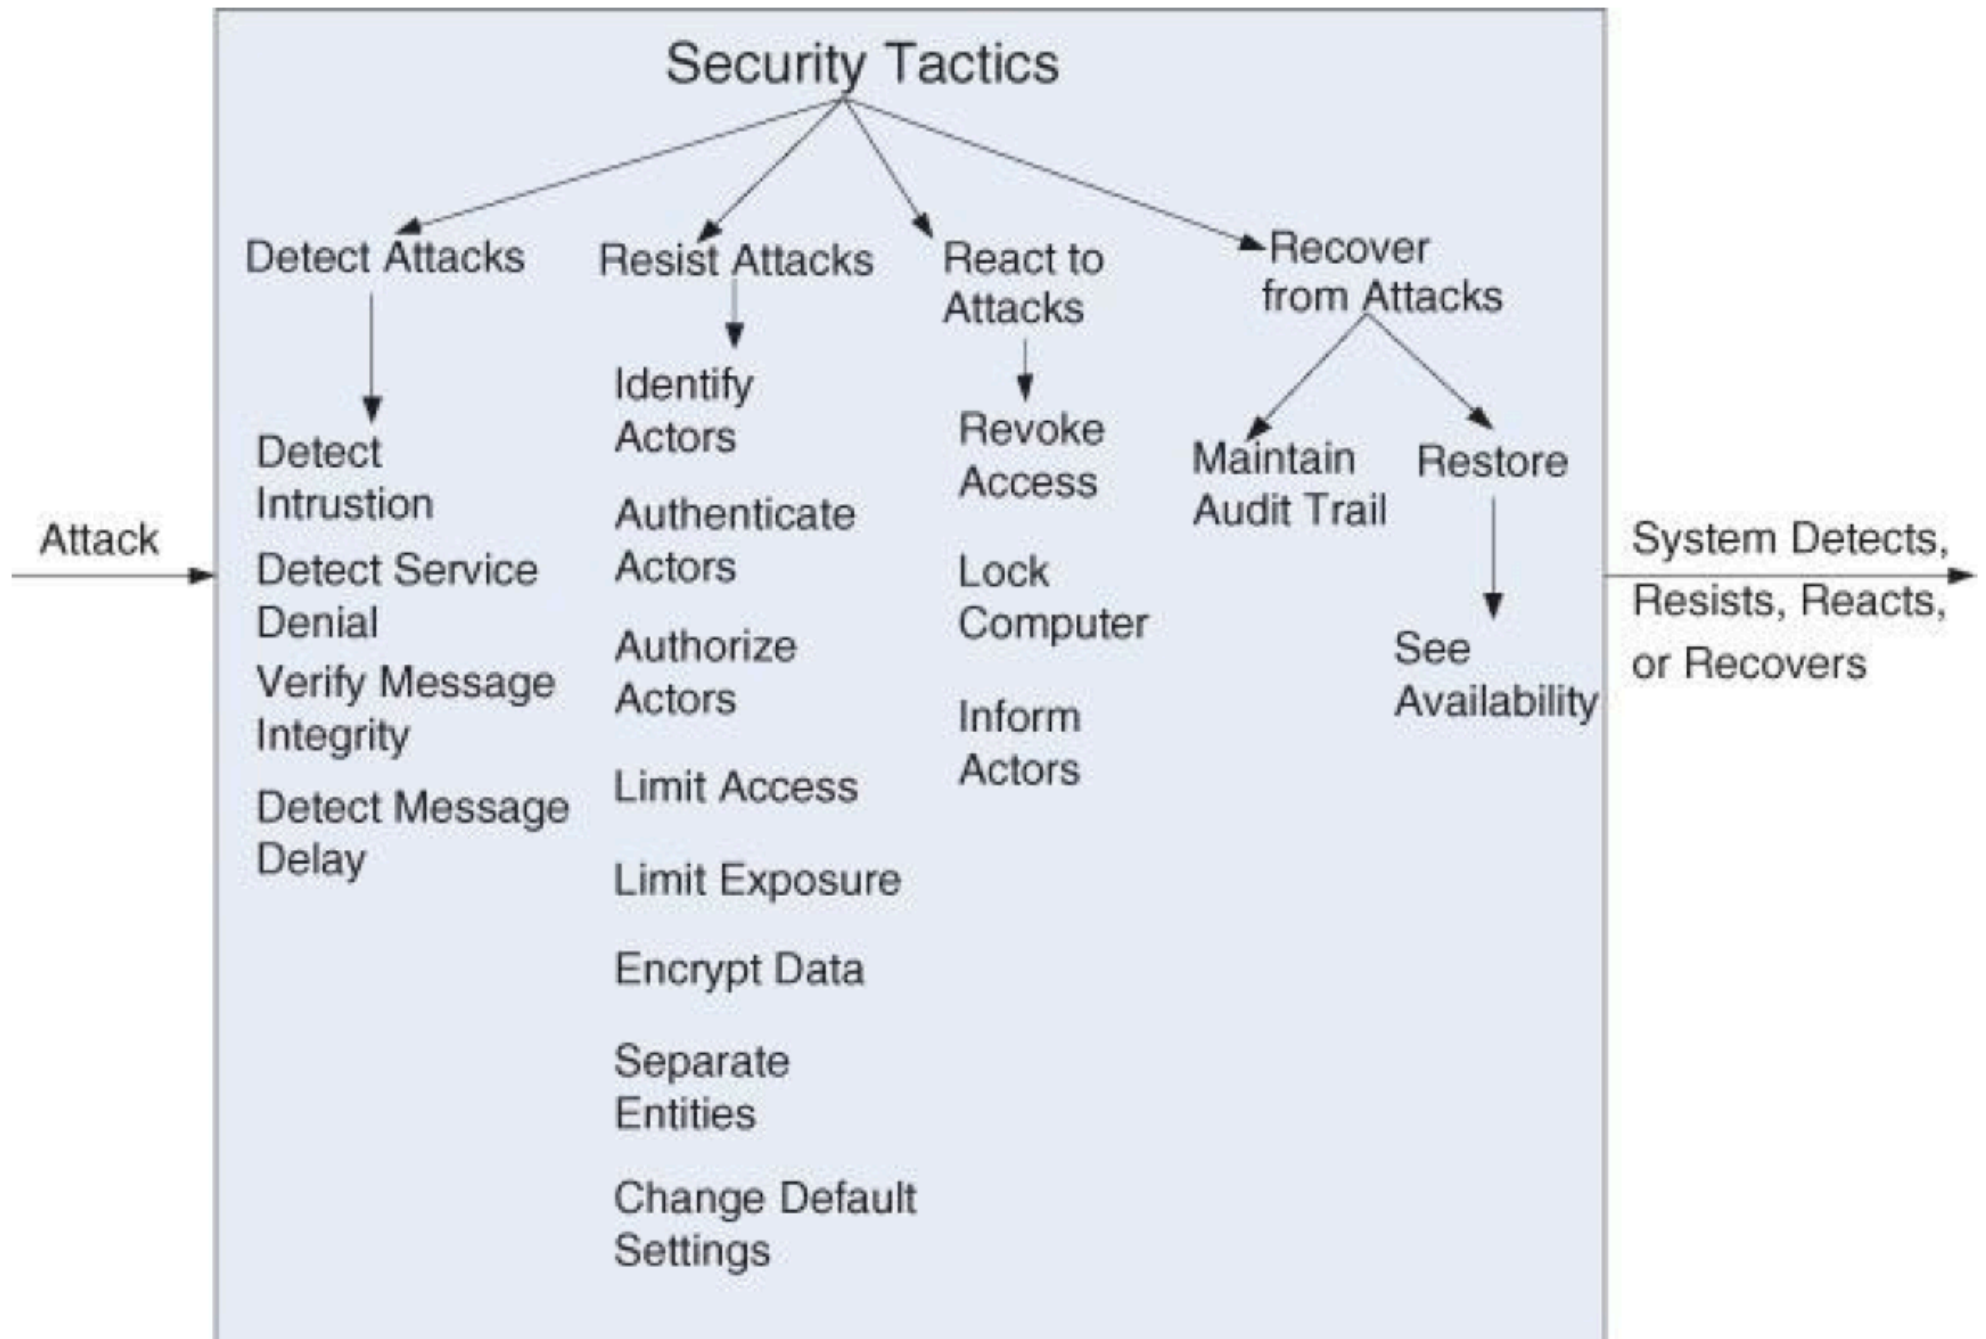 Security Tactics
Detect Attacks
Resist Attacks
React to
Attacks
Recover
from Attacks
Attack
Detect
Intrustion
Detect Service
Denial
Verify Message
Integrity
Detect Message
Delay
Identify
Actors
Authenticate
Actors
Authorize
Actors
Limit Access
Limit Exposure
Encrypt Data
Separate
Entities
Change Default
Settings
Revoke
Access
Lock
Computer
Inform
Actors
Maintain
Audit Trail
Restore
See
Availability
System Detects,
Resists, Reacts,
or Recovers